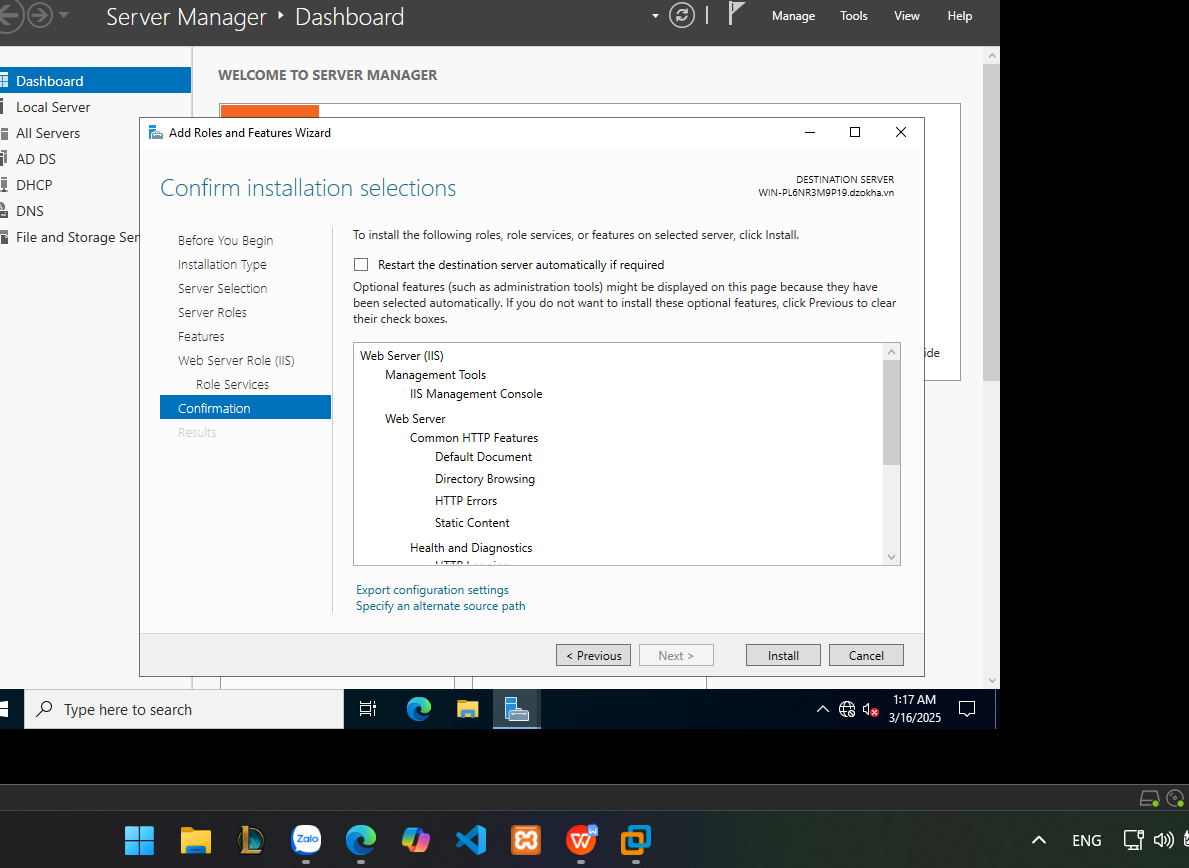 Server Manager ‣ Dashboard
Manage Tools View Help
Dashboard
Local Server
All Servers
AD DS
DHCP
DNS
File and Storage Ser
WELCOME TO SERVER MANAGER
ide
Add Roles and Features Wizard
Confirm installation selections
DESTINATION SERVER
WIN-PL6NR3M9P19.dzokha.vn
Before You Begin
Installation Type
Server Selection
Server Roles
Features
Web Server Role (IIS)
Role Services
Confirmation
Results
To install the following roles, role services, or features on selected server, click Install.
Restart the destination server automatically if required
Optional features (such as administration tools) might be displayed on this page because they have
been selected automatically. If you do not want to install these optional features, click Previous to clear
their check boxes.
Web Server (IIS)
Management Tools
IIS Management Console
Web Server
Common HTTP Features
Default Document
Directory Browsing
HTTP Errors
Static Content
Health and Diagnostics
Export configuration settings
Specify an alternate source path
< Previous Next > Install Cancel
Type here to search
1:17 AM
3/16/2025
Zalo
ENG